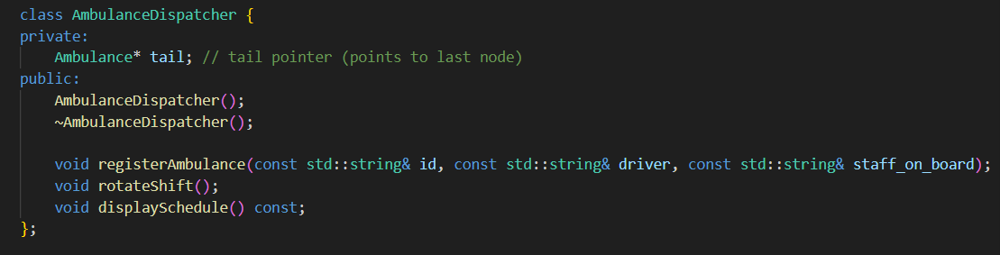 class AmbulanceDispatcher {
private:
    Ambulance* tail; // tail pointer (points to last node)
public:
    AmbulanceDispatcher();
    ~AmbulanceDispatcher();

    void registerAmbulance(const std::string& id, const std::string& driver, const std::string& staff_on_board);
    void rotateShift();
    void displaySchedule() const;
};